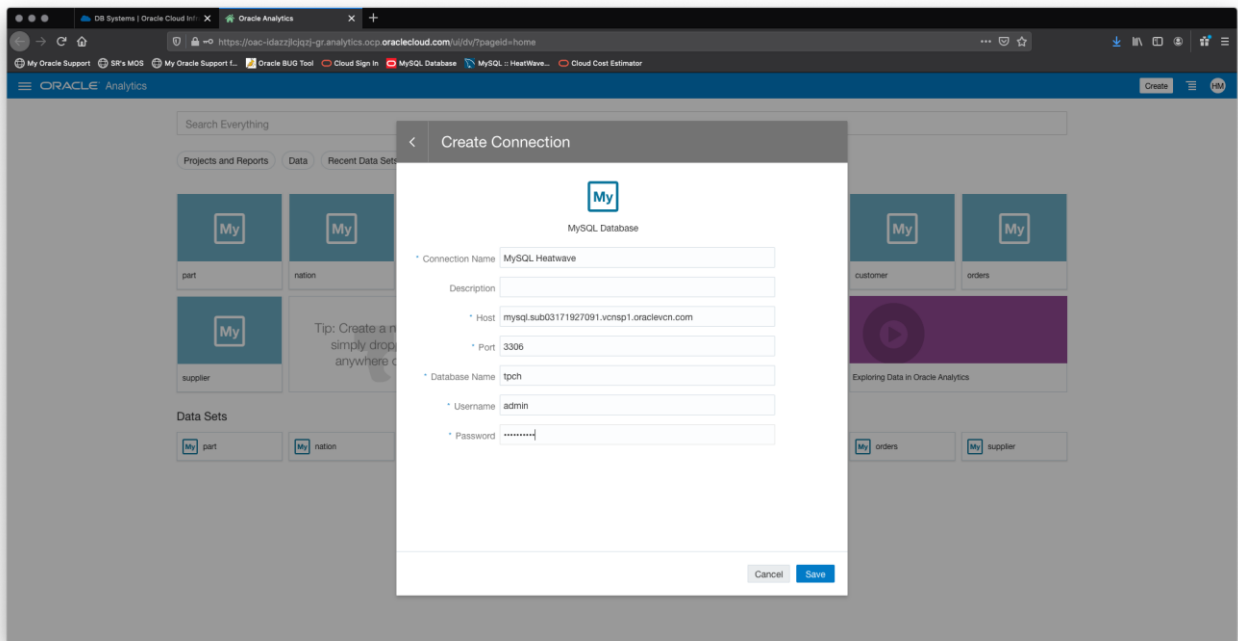 DB Systems | Oracle Cloud Infr
Oracle Analytics
https://oac-idazzjlcjqzj-gr.analytics.ocp.oraclecloud.com/ui/dv/?pageid=home
My Oracle Support
SR's MOS
My Oracle Support f...
Oracle BUG Tool
Cloud Sign In
MySQL Database
MySQL :: HeatWave...
Cloud Cost Estimator
ORACLE Analytics
Create
HM
Search Everything
Projects and Reports
Data
Recent Data Sets
Create Connection
My
MySQL Database
* Connection Name MySQL Heatwave
Description
* Host mysql.sub03171927091.vcnsp1.oraclevcn.com
* Port 3306
* Database Name tpch
* Username admin
* Password ••••••••••
Cancel
Save
My
part
My
nation
My
customer
My
orders
My
supplier
Tip: Create a n
simply drop
anywhere
Exploring Data in Oracle Analytics
Data Sets
My part
My nation
My orders
My supplier